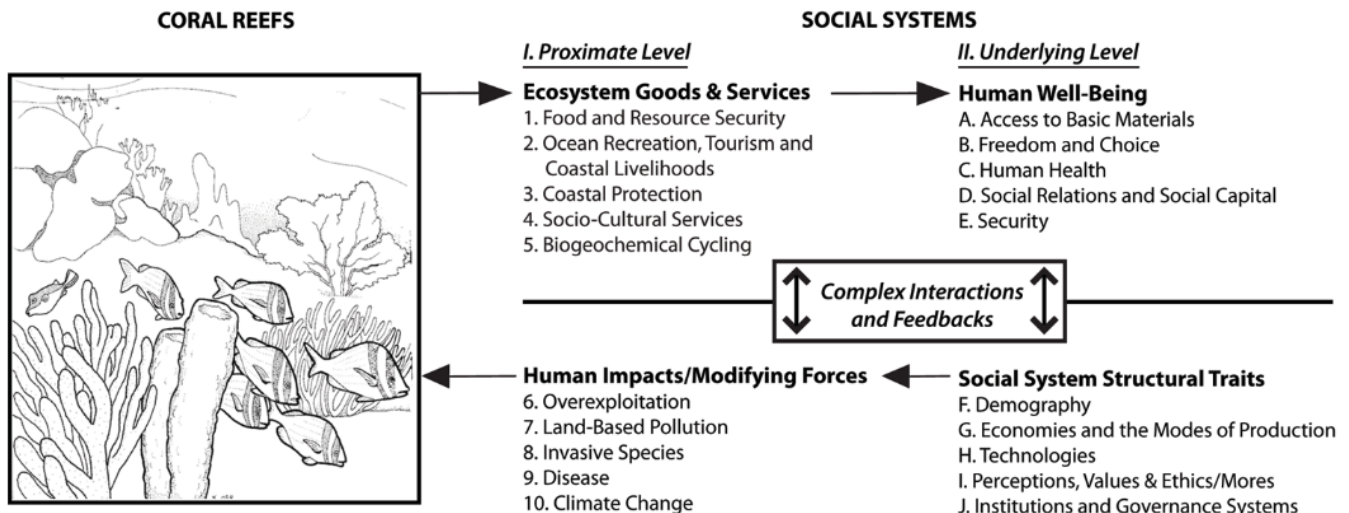 CORAL REEFS
SOCIAL SYSTEMS
I. Proximate Level
II. Underlying Level
Ecosystem Goods & Services
1. Food and Resource Security
2. Ocean Recreation, Tourism and
Coastal Livelihoods
3. Coastal Protection
4. Socio-Cultural Services
5. Biogeochemical Cycling
Human Well-Being
A. Access to Basic Materials
B. Freedom and Choice
C. Human Health
D. Social Relations and Social Capital
E. Security
Complex Interactions
and Feedbacks
Human Impacts/Modifying Forces
6. Overexploitation
7. Land-Based Pollution
8. Invasive Species
9. Disease
10. Climate Change
Social System Structural Traits
F. Demography
G. Economies and the Modes of Production
H. Technologies
I. Perceptions, Values & Ethics/Mores
J. Institutions and Governance Systems